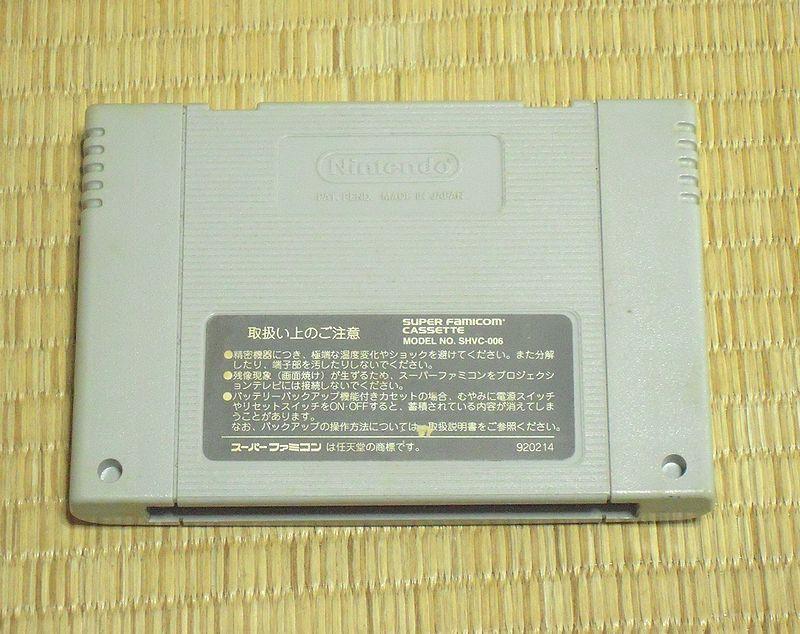 Nintendo
PAT. PEND. MADE IN JAPAN
取扱い上のご注意
SUPER FAMICOM
CASSETTE
MODEL NO. SHVC-006
●精密機器につき、極端な温度変化やショックを避けてください。また分解
したり、端子部を汚したりしないでください。
●残像現象(画面焼け)が生ずるため、スーパーファミコンをプロジェクシ
ョンテレビには接続しないでください。
●バッテリーバックアップ機能付きカセットの場合、むやみに電源スイッチ
やリセットスイッチをON・OFFすると、蓄積されている内容が消えてしま
うことがあります。
なお、バックアップの操作方法については、取扱説明書をご参照ください。
スーパーファミコンは任天堂の商標です。
920214